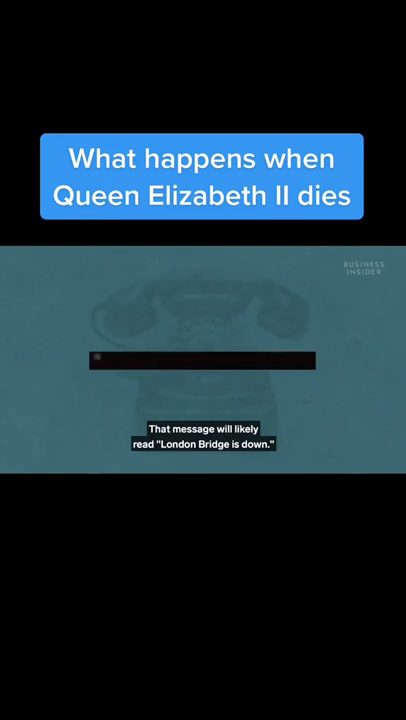 What happens when
Queen Elizabeth II dies
BUSINESS
INSIDER
That message will likely
read "London Bridge is down."